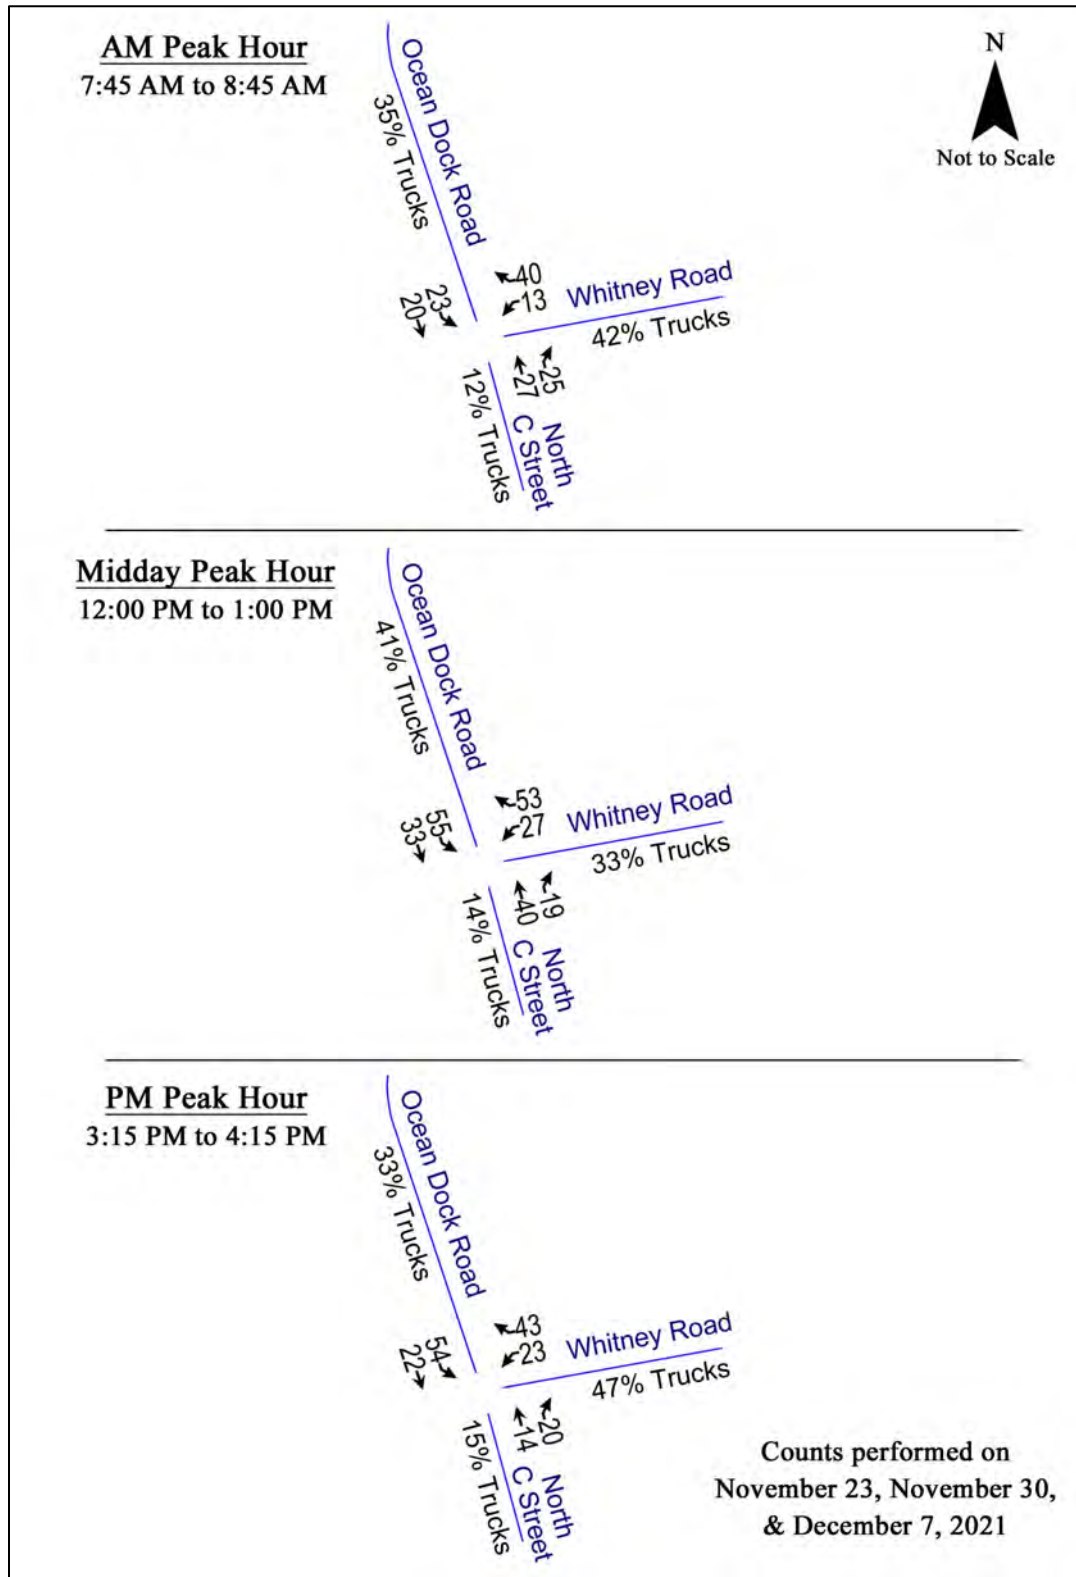 AM Peak Hour
7:45 AM to 8:45 AM
N
Not to Scale
Ocean Dock Road
35% Trucks
40
13
Whitney Road
42% Trucks
23
20
25
27
12% Trucks
North
C Street
Midday Peak Hour
12:00 PM to 1:00 PM
Ocean Dock Road
41% Trucks
53
27
Whitney Road
33% Trucks
55
33
19
40
14% Trucks
North
C Street
PM Peak Hour
3:15 PM to 4:15 PM
Ocean Dock Road
33% Trucks
43
23
Whitney Road
47% Trucks
54
22
20
14
15% Trucks
North
C Street
Counts performed on
November 23, November 30,
& December 7, 2021